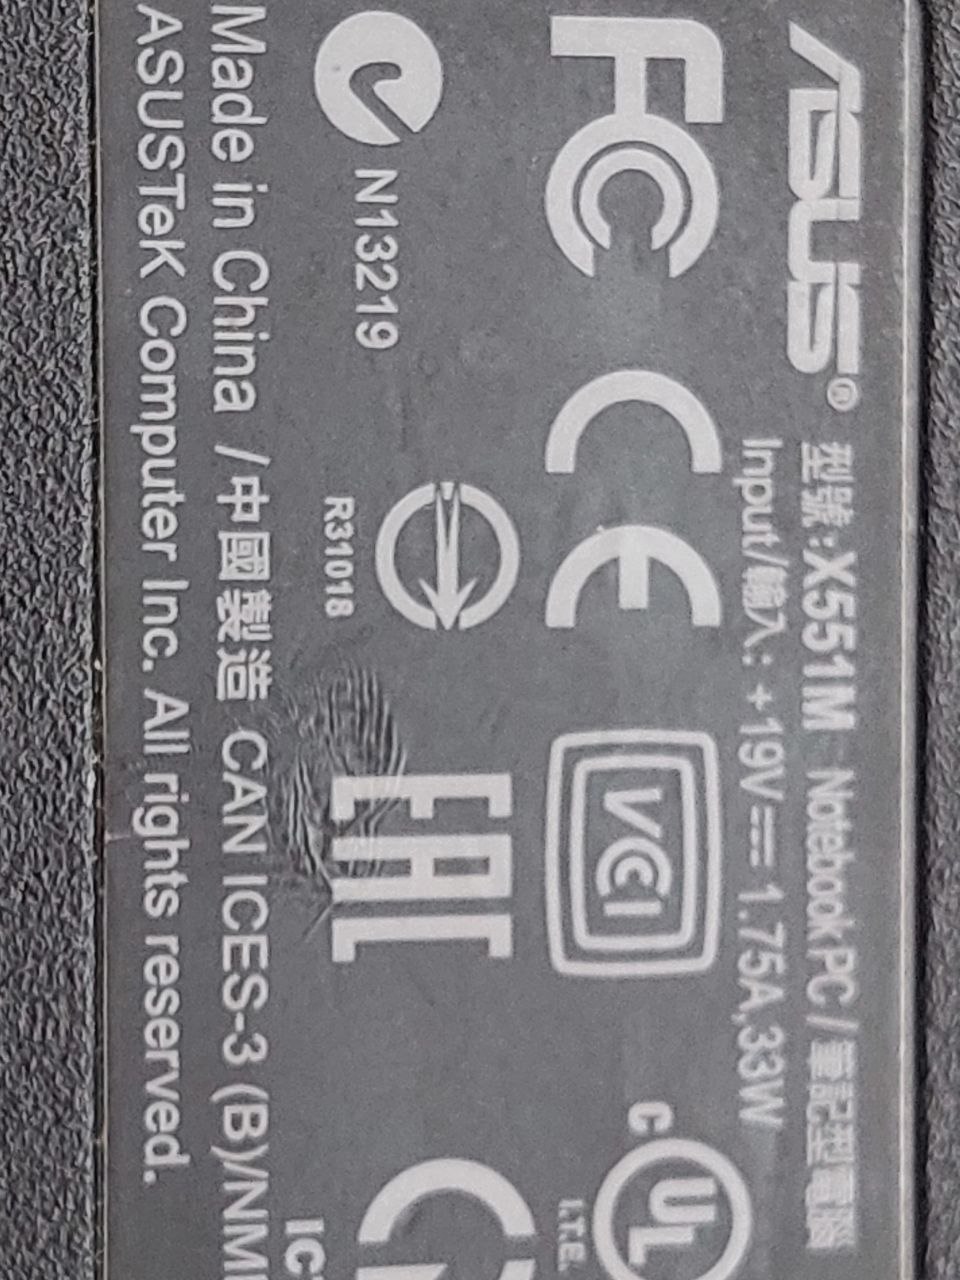 ASUS® 型號:X551M Notebook PC / 筆記型電腦
Input/輸入: +19V⎓1.75A,33W
FC CE VCI C UL
I.T.E.
N13219
R31018
EAC
Made in China /中國製造 CAN ICES-3 (B)/NMB
ASUSTeK Computer Inc. All rights reserved.